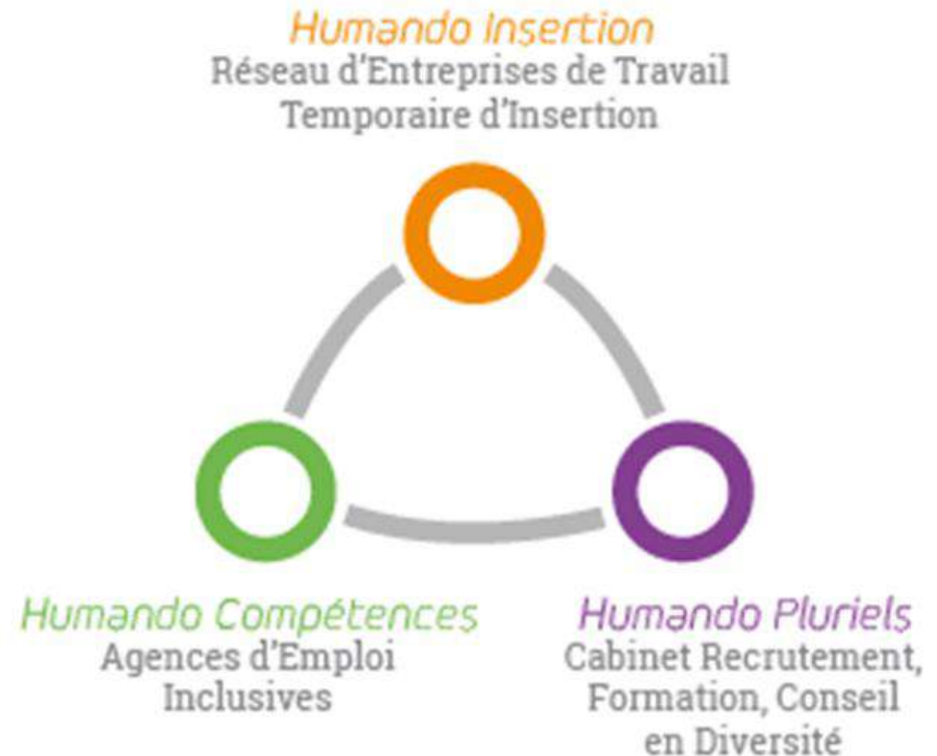 Humando Insertion
Réseau d'Entreprises de Travail
Temporaire d'Insertion
Humando Compétences
Agences d'Emploi
Inclusives
Humando Pluriels
Cabinet Recrutement,
Formation, Conseil
en Diversité